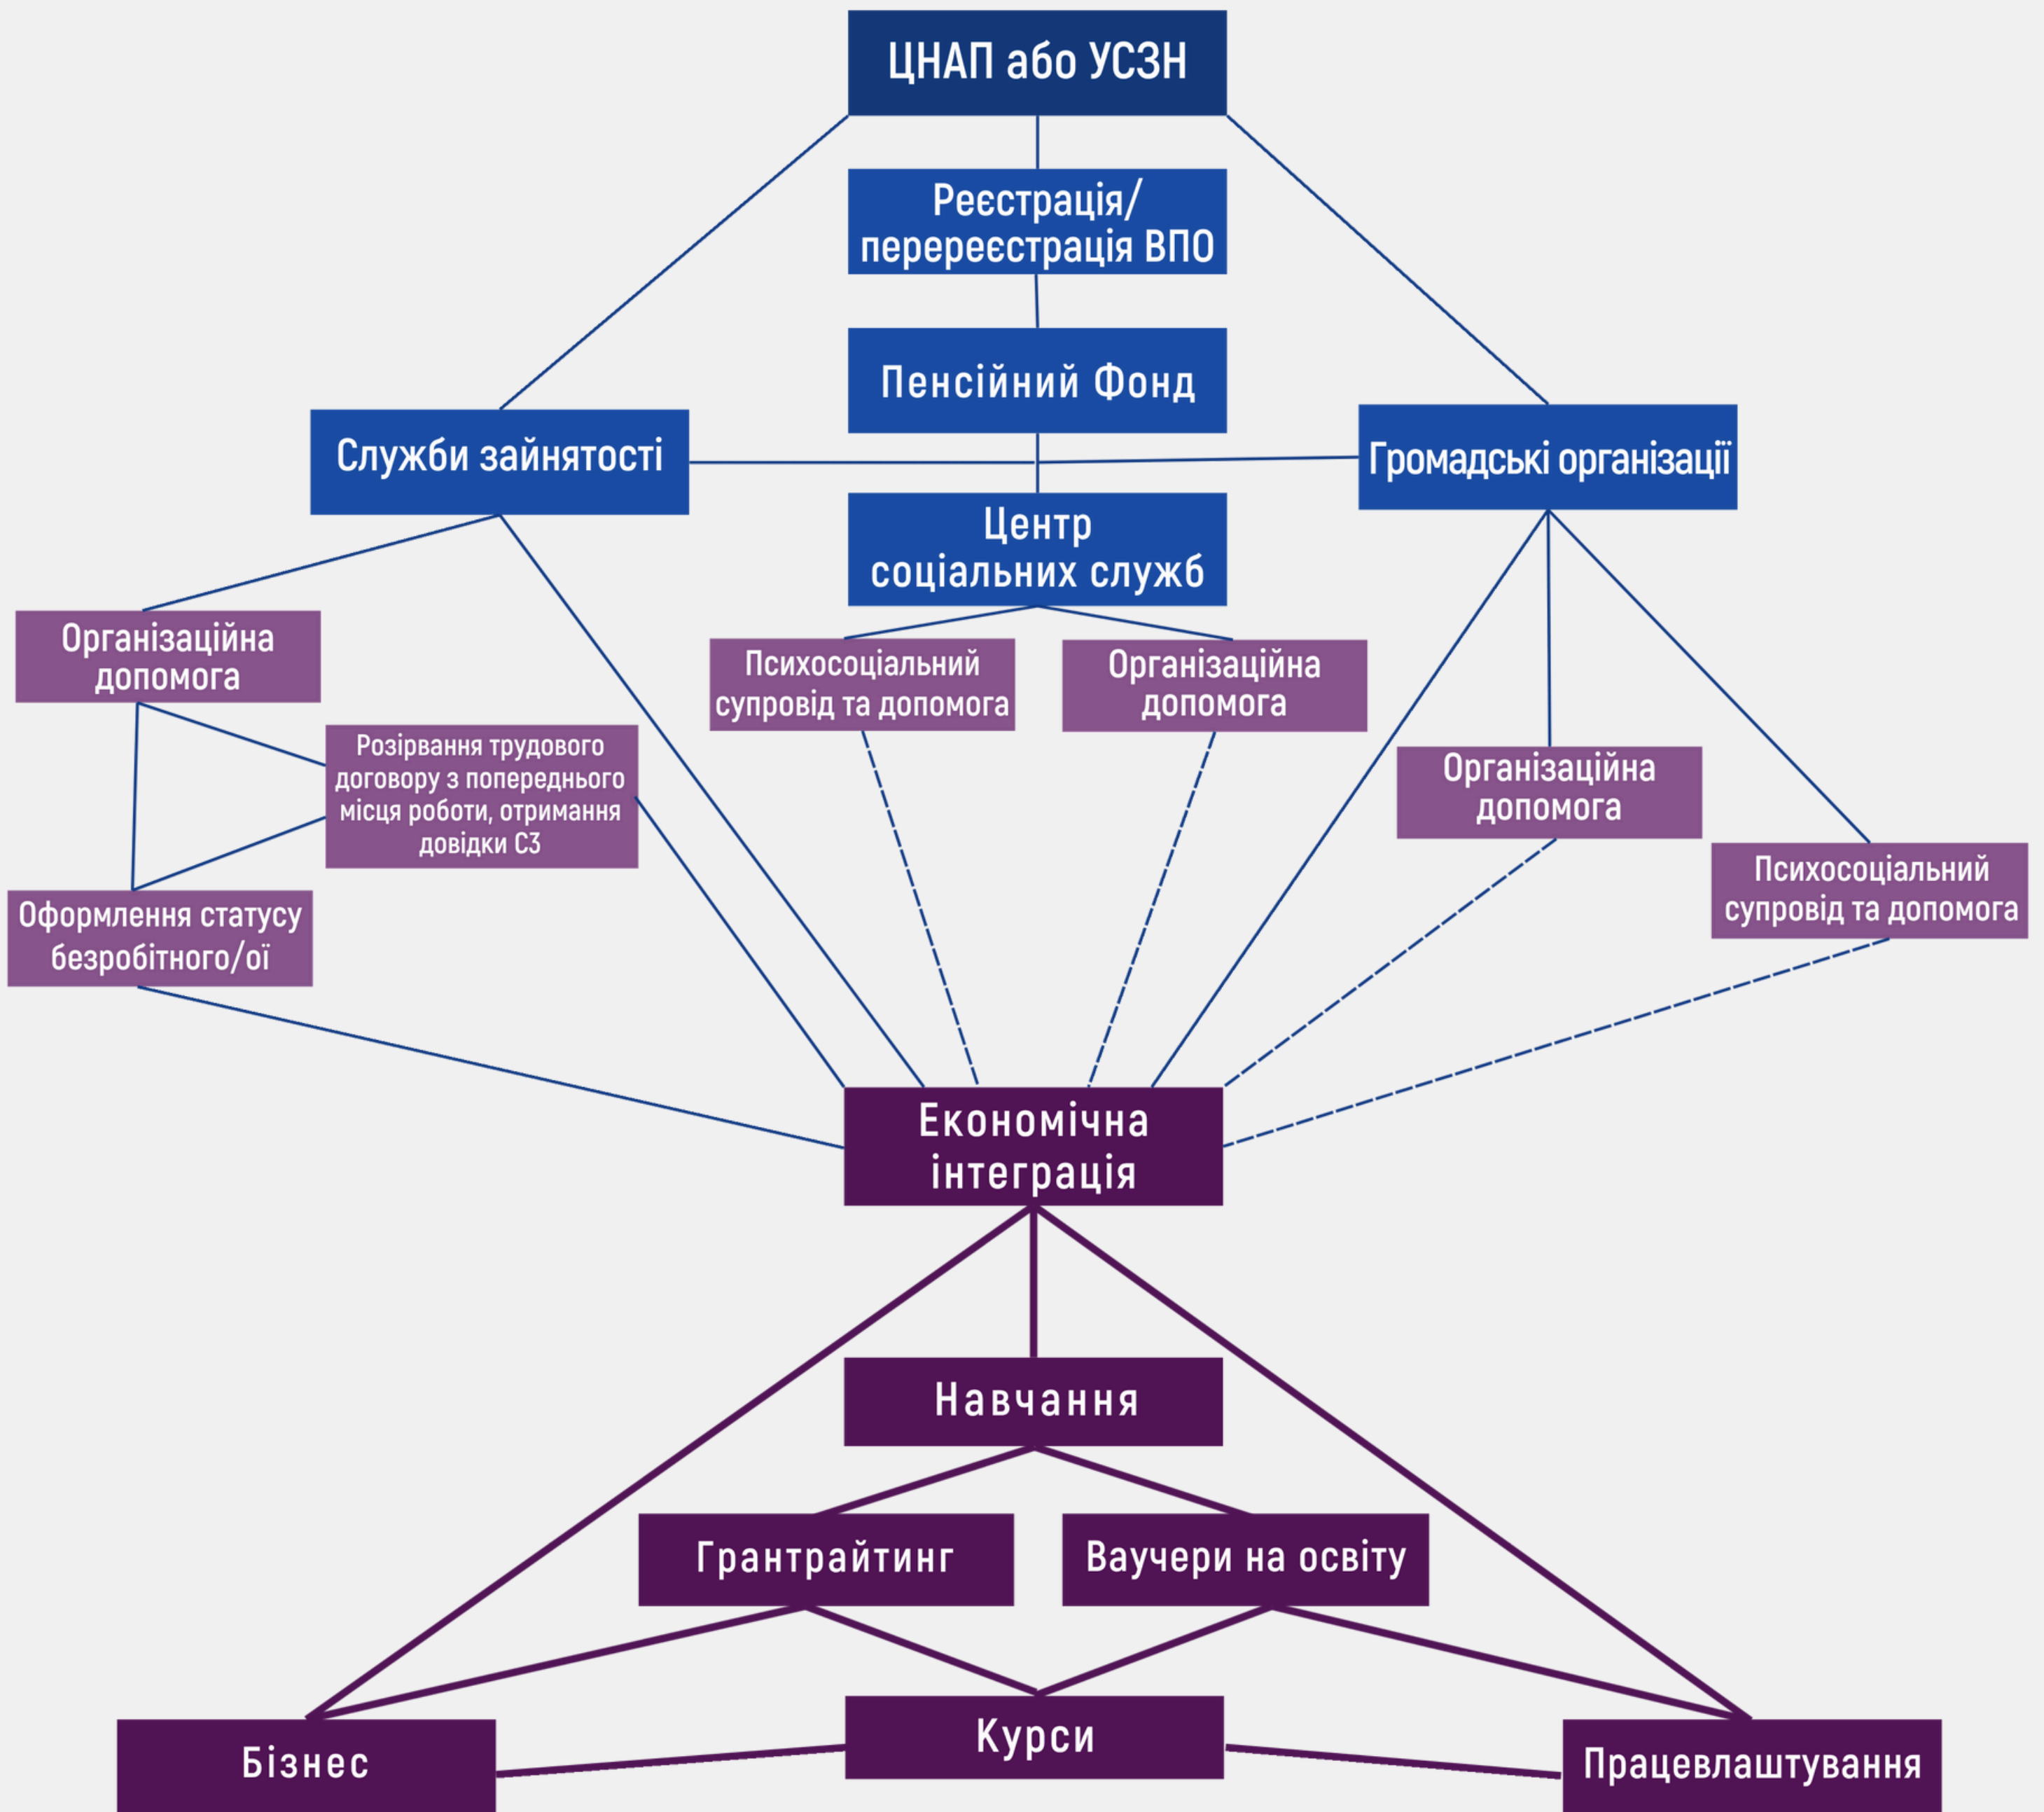 ЦНАП або УСЗН
Реєстрація/
перереєстрація ВПО
Пенсійний Фонд
Служби зайнятості
Громадські організації
Центр
соціальних служб
Організаційна
допомога
Психосоціальний
супровід та допомога
Організаційна
допомога
Розірвання трудового
договору з попереднього
місця роботи, отримання
довідки СЗ
Організаційна
допомога
Психосоціальний
супровід та допомога
Оформлення статусу
безробітного/ої
Економічна
інтеграція
Навчання
Грантрайтинг
Ваучери на освіту
Курси
Бізнес
Працевлаштування